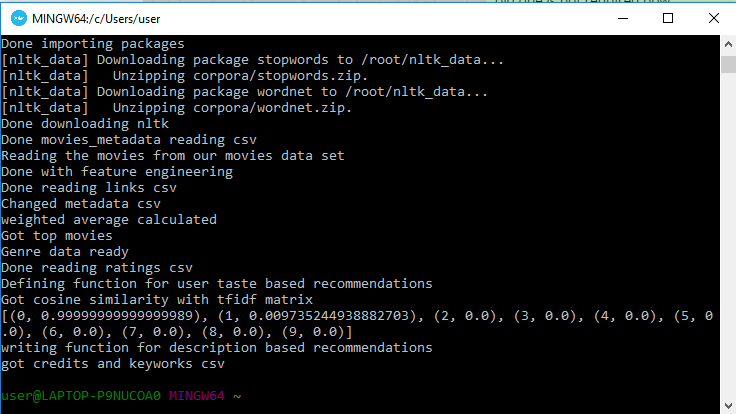 MINGW64:/c/Users/user
Done importing packages
[nltk_data] Downloading package stopwords to /root/nltk_data...
[nltk_data]   Unzipping corpora/stopwords.zip.
[nltk_data] Downloading package wordnet to /root/nltk_data...
[nltk_data]   Unzipping corpora/wordnet.zip.
Done downloading nltk
Done movies_metadata reading csv
Reading the movies from our movies data set
Done with feature engineering
Done reading links csv
Changed metadata csv
weighted average calculated
Got top movies
Genre data ready
Done reading ratings csv
Defining function for user taste based recommendations
Got cosine similarity with tfidf matrix
[(0, 0.99999999999999989), (1, 0.009735244938882703), (2, 0.0), (3, 0.0), (4, 0.0), (5, 0
.0), (6, 0.0), (7, 0.0), (8, 0.0), (9, 0.0)]
writing function for description based recommendations
got credits and keyworks csv
user@LAPTOP-P9NUCOA0 MINGW64 ~